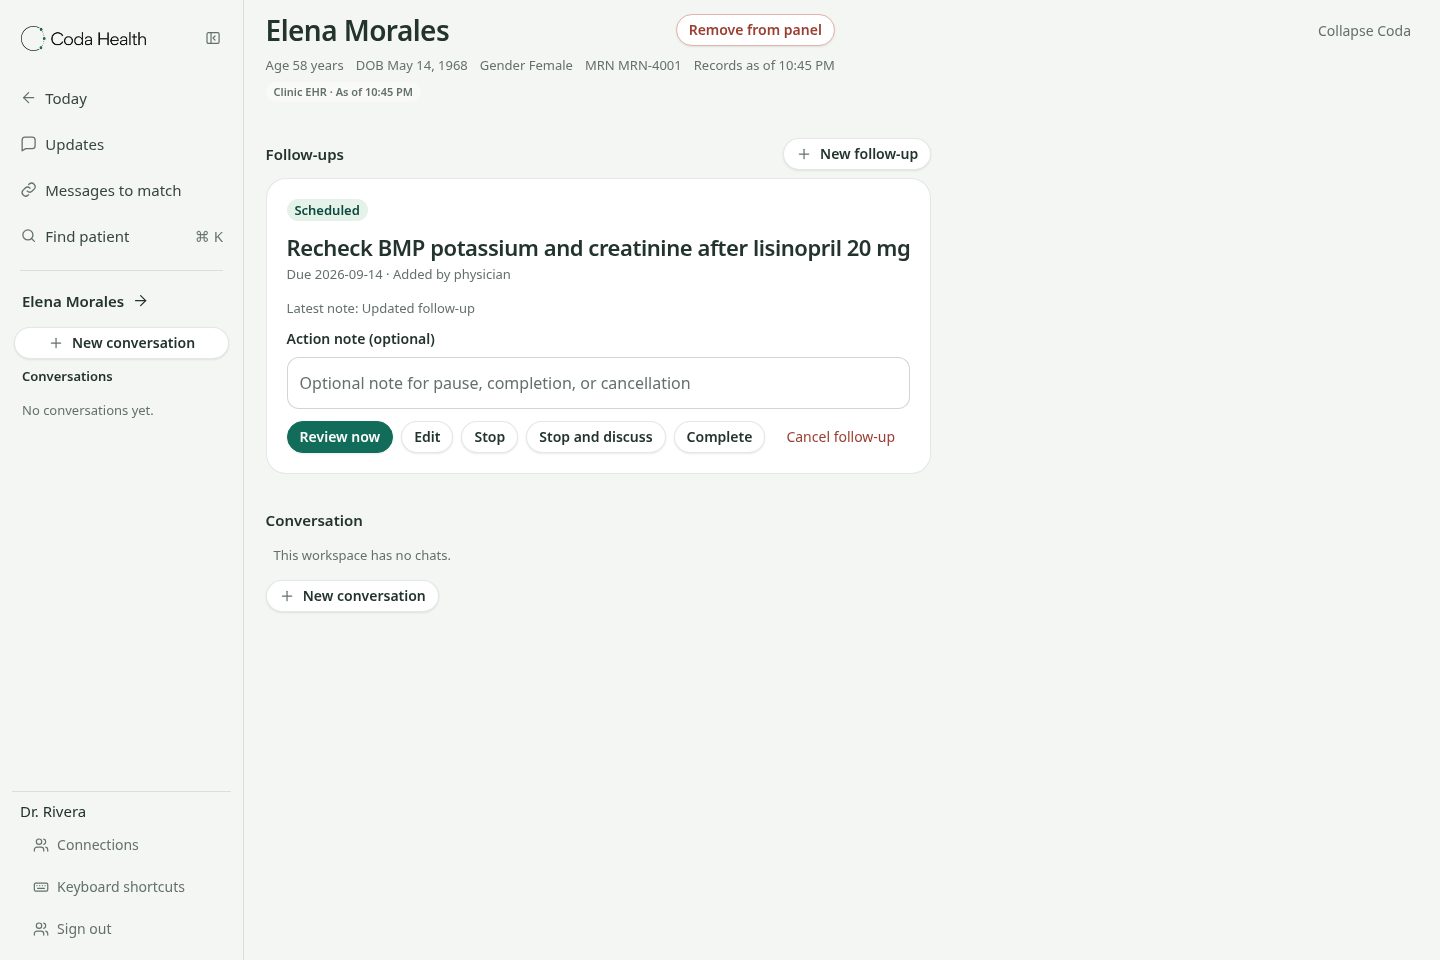 Coda Health
Today
Updates
Messages to match
Find patient ⌘ K
Elena Morales
New conversation
Conversations
No conversations yet.
Dr. Rivera
Connections
Keyboard shortcuts
Sign out
Elena Morales
Remove from panel
Collapse Coda
Age 58 years DOB May 14, 1968 Gender Female MRN MRN-4001 Records as of 10:45 PM
Clinic EHR · As of 10:45 PM
Follow-ups
New follow-up
Scheduled
Recheck BMP potassium and creatinine after lisinopril 20 mg
Due 2026-09-14 · Added by physician
Latest note: Updated follow-up
Action note (optional)
Optional note for pause, completion, or cancellation
Review now Edit Stop Stop and discuss Complete Cancel follow-up
Conversation
This workspace has no chats.
New conversation